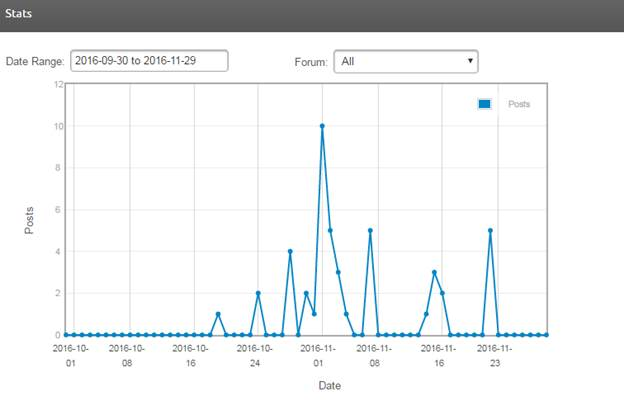 Stats
Date Range: 2016-09-30 to 2016-11-29 Forum: All
12
Posts
10
8
6
4
2
0
Posts
2016-10- 2016-10- 2016-10- 2016-10- 2016-11- 2016-11- 2016-11- 2016-11-
01 08 16 24 01 08 16 23
Date